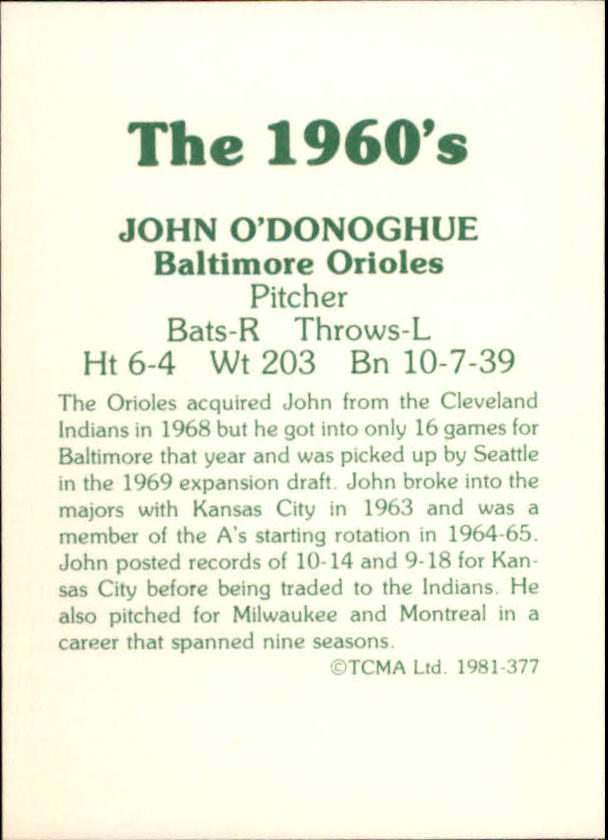 The 1960's
JOHN O'DONOGHUE
Baltimore Orioles
Pitcher
Bats-R Throws-L
Ht 6-4 Wt 203 Bn 10-7-39
The Orioles acquired John from the Cleveland
Indians in 1968 but he got into only 16 games for
Baltimore that year and was picked up by Seattle
in the 1969 expansion draft. John broke into the
majors with Kansas City in 1963 and was a
member of the A's starting rotation in 1964-65.
John posted records of 10-14 and 9-18 for Kan-
sas City before being traded to the Indians. He
also pitched for Milwaukee and Montreal in a
career that spanned nine seasons.
©TCMA Ltd. 1981-377